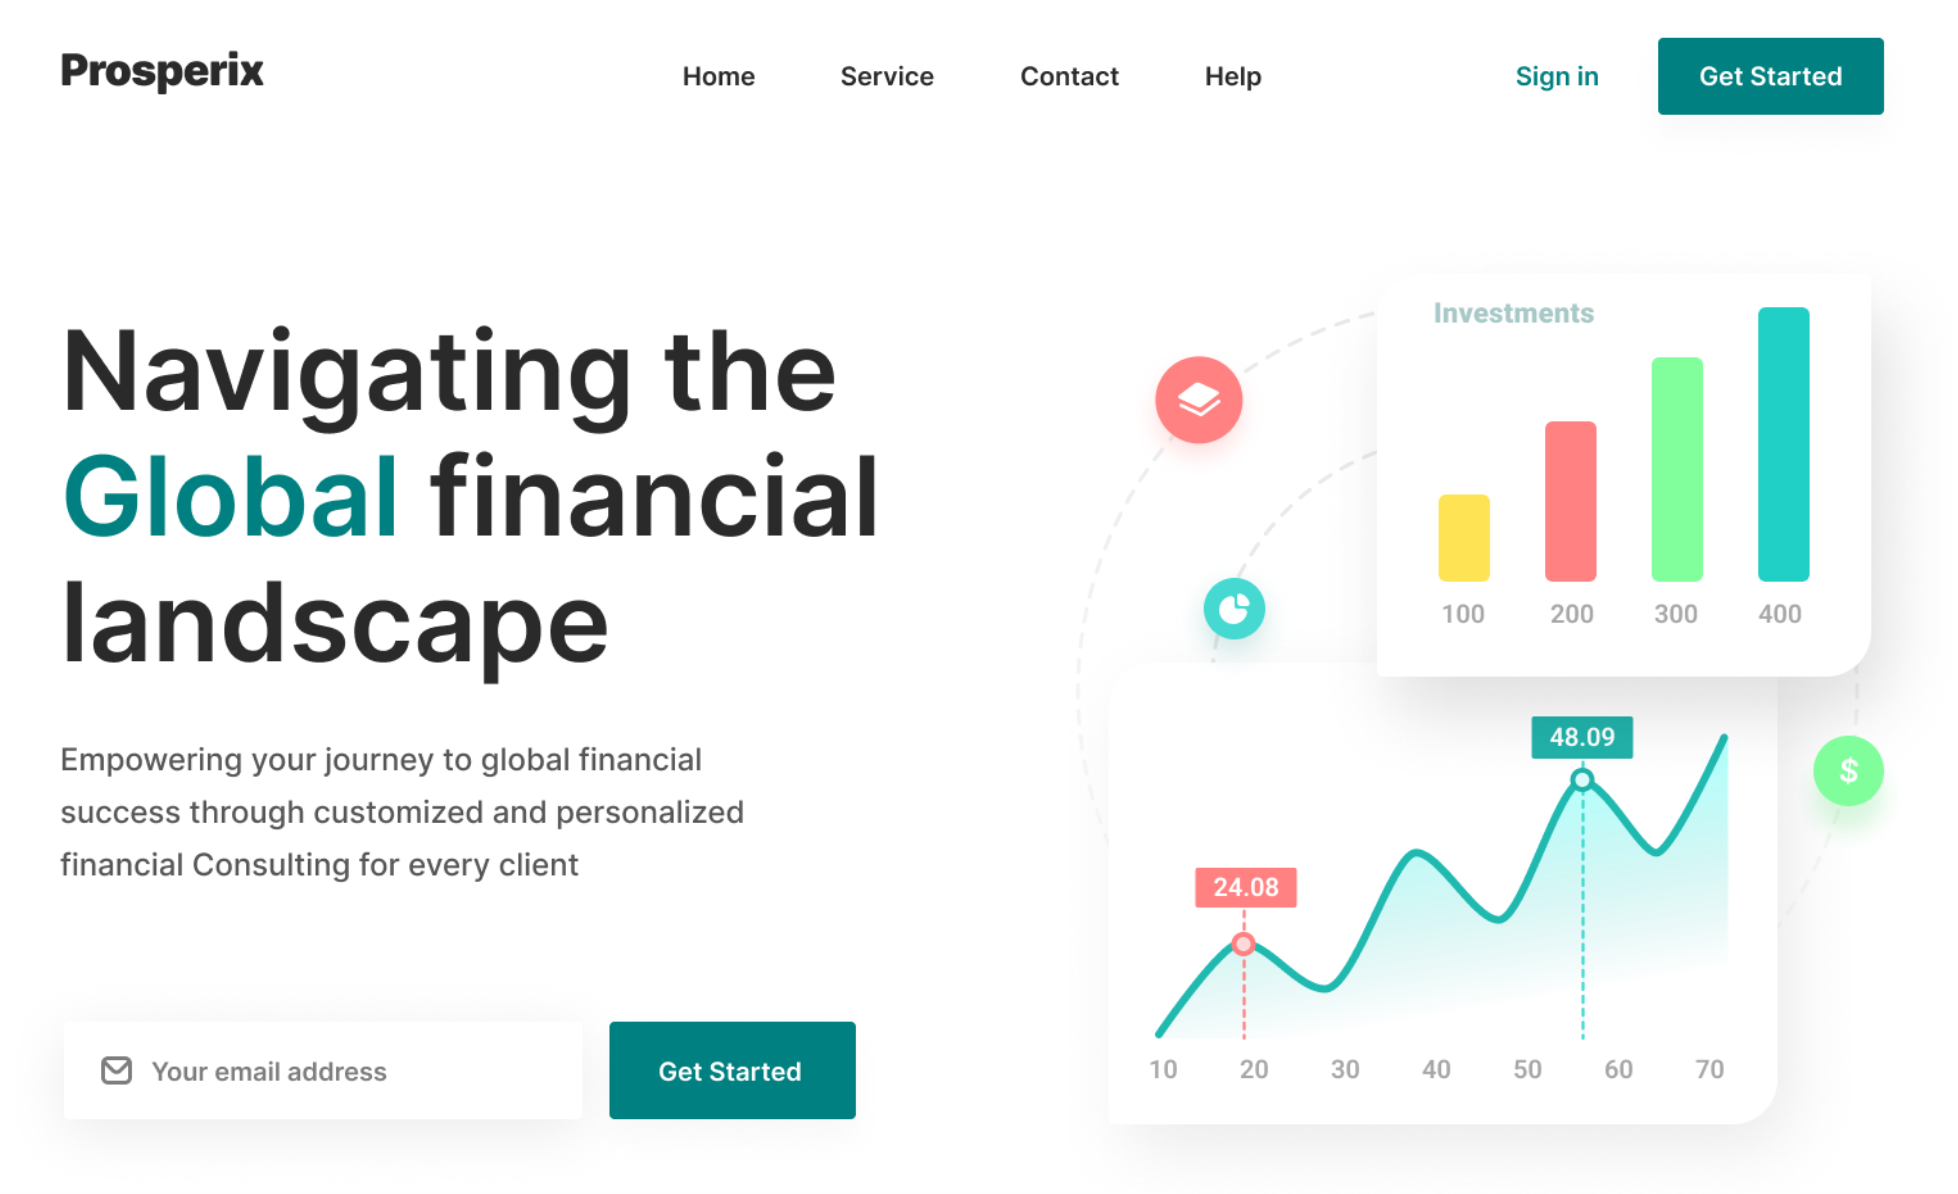 Prosperix
Home Service Contact Help
Sign in Get Started
Navigating the
Global financial
landscape
Empowering your journey to global financial
success through customized and personalized
financial Consulting for every client
Your email address
Get Started
Investments
100 200 300 400
$
48.09
24.08
10 20 30 40 50 60 70